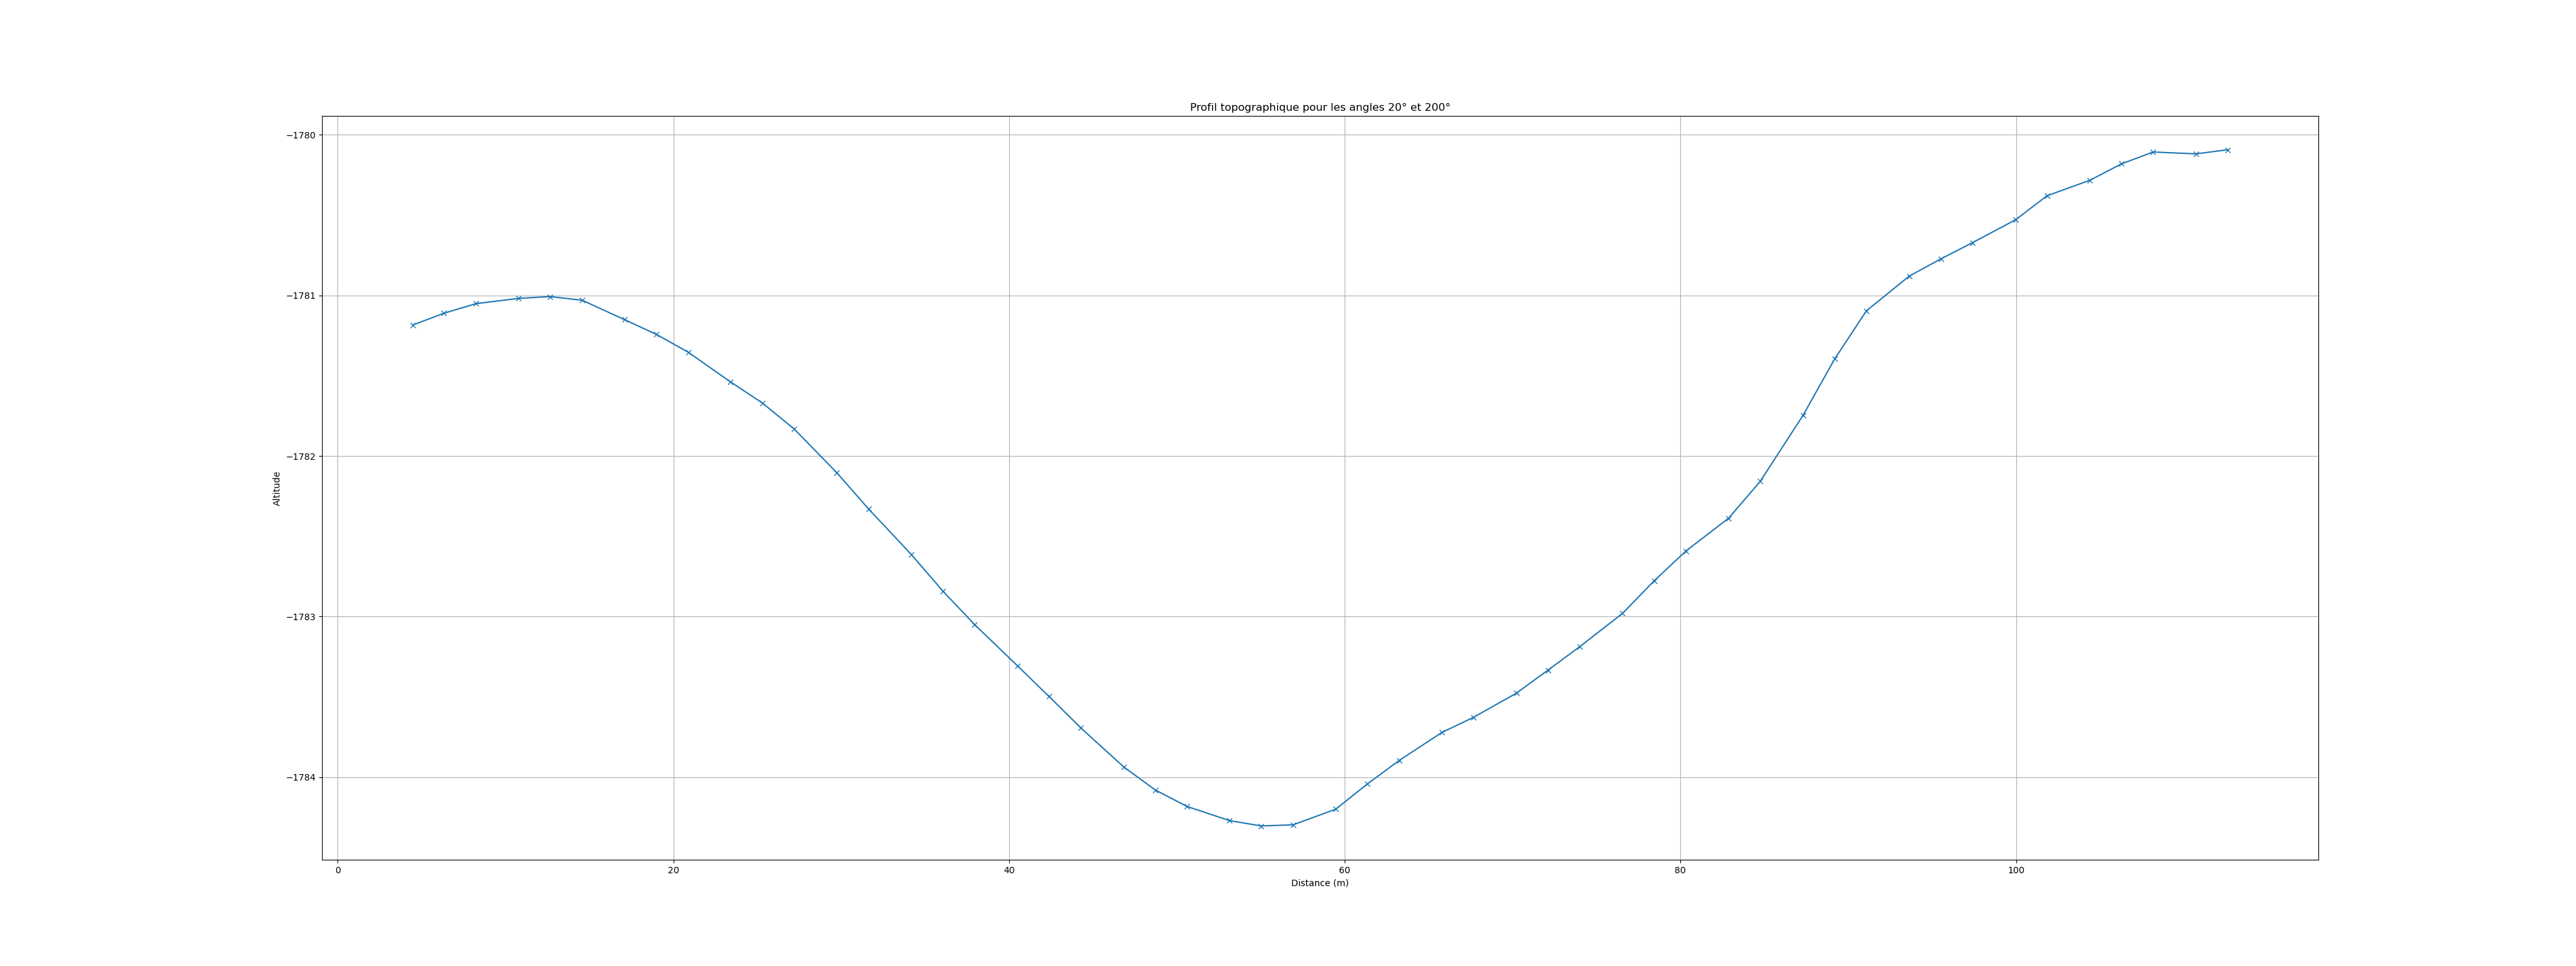 Profil topographique pour les angles 20° et 200°
−1780
−1781
−1782
−1783
−1784
Altitude
0 20 40 60 80 100
Distance (m)